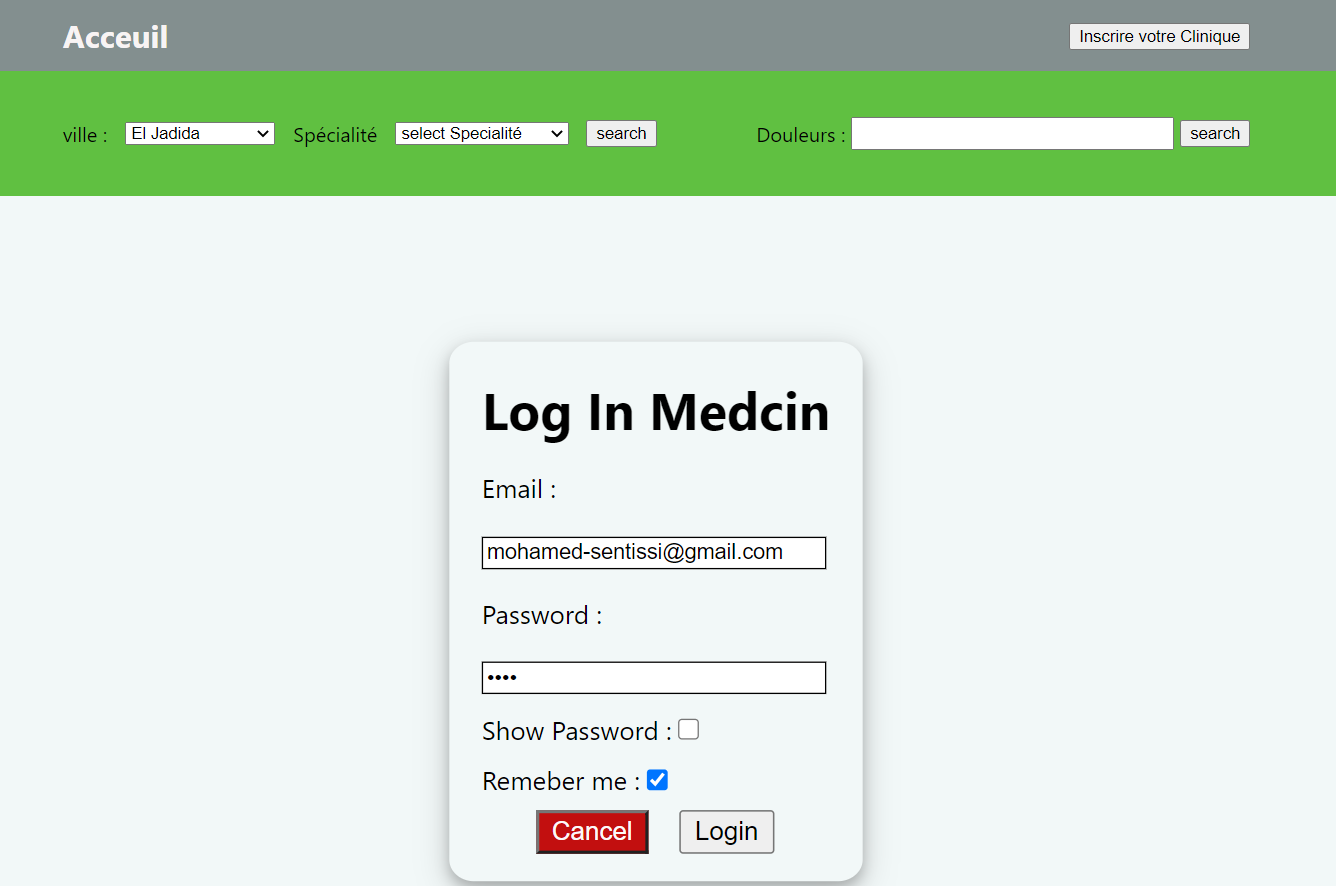 Acceuil Inscrire votre Clinique
ville : El Jadida Spécialité select Specialité search Douleurs : search
Log In Medcin
Email :
mohamed-sentissi@gmail.com
Password :
••••
Show Password :
Remeber me :
Cancel Login